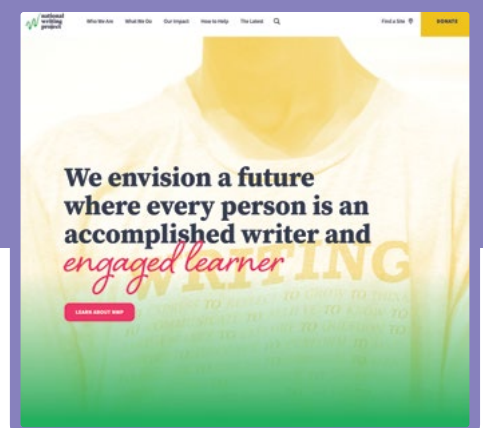 national
writing
project
Who We Are What We Do Our Impact How to Help The Latest Find a Site DONATE
We envision a future
where every person is an
accomplished writer and
engaged learner
WRITING
LEARN ABOUT NWP